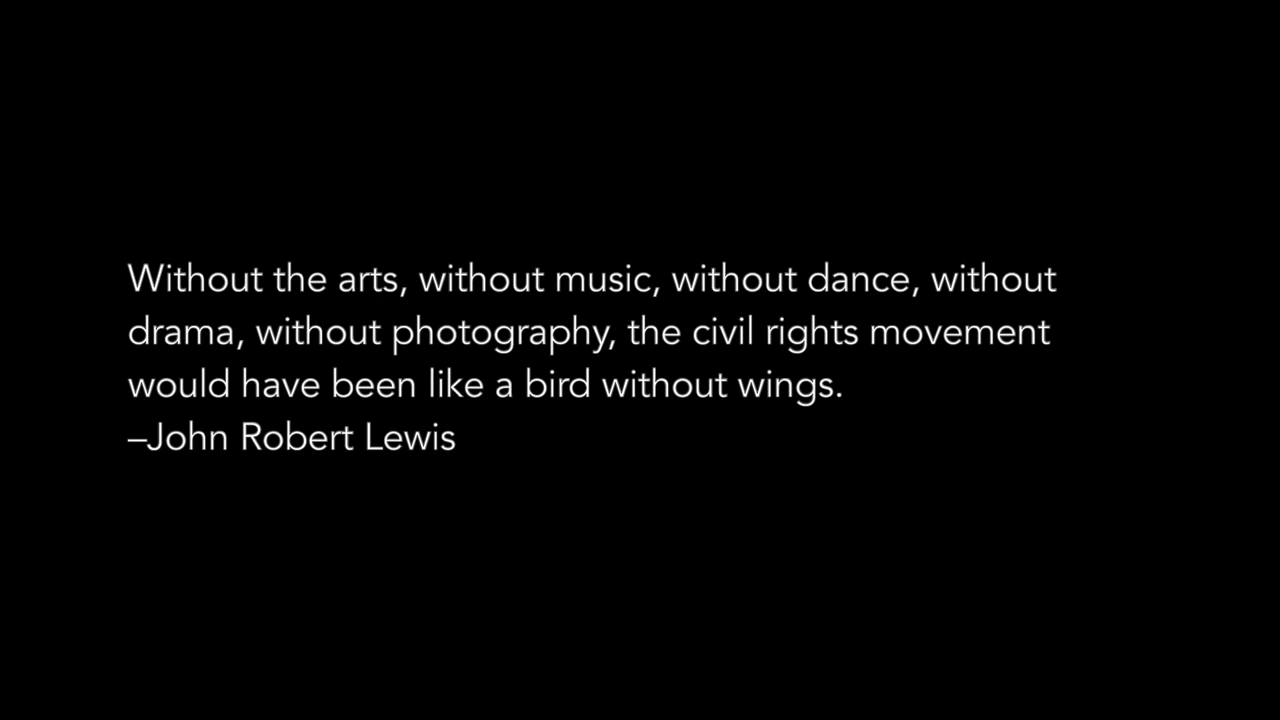 Without the arts, without music, without dance, without
drama, without photography, the civil rights movement
would have been like a bird without wings.
–John Robert Lewis